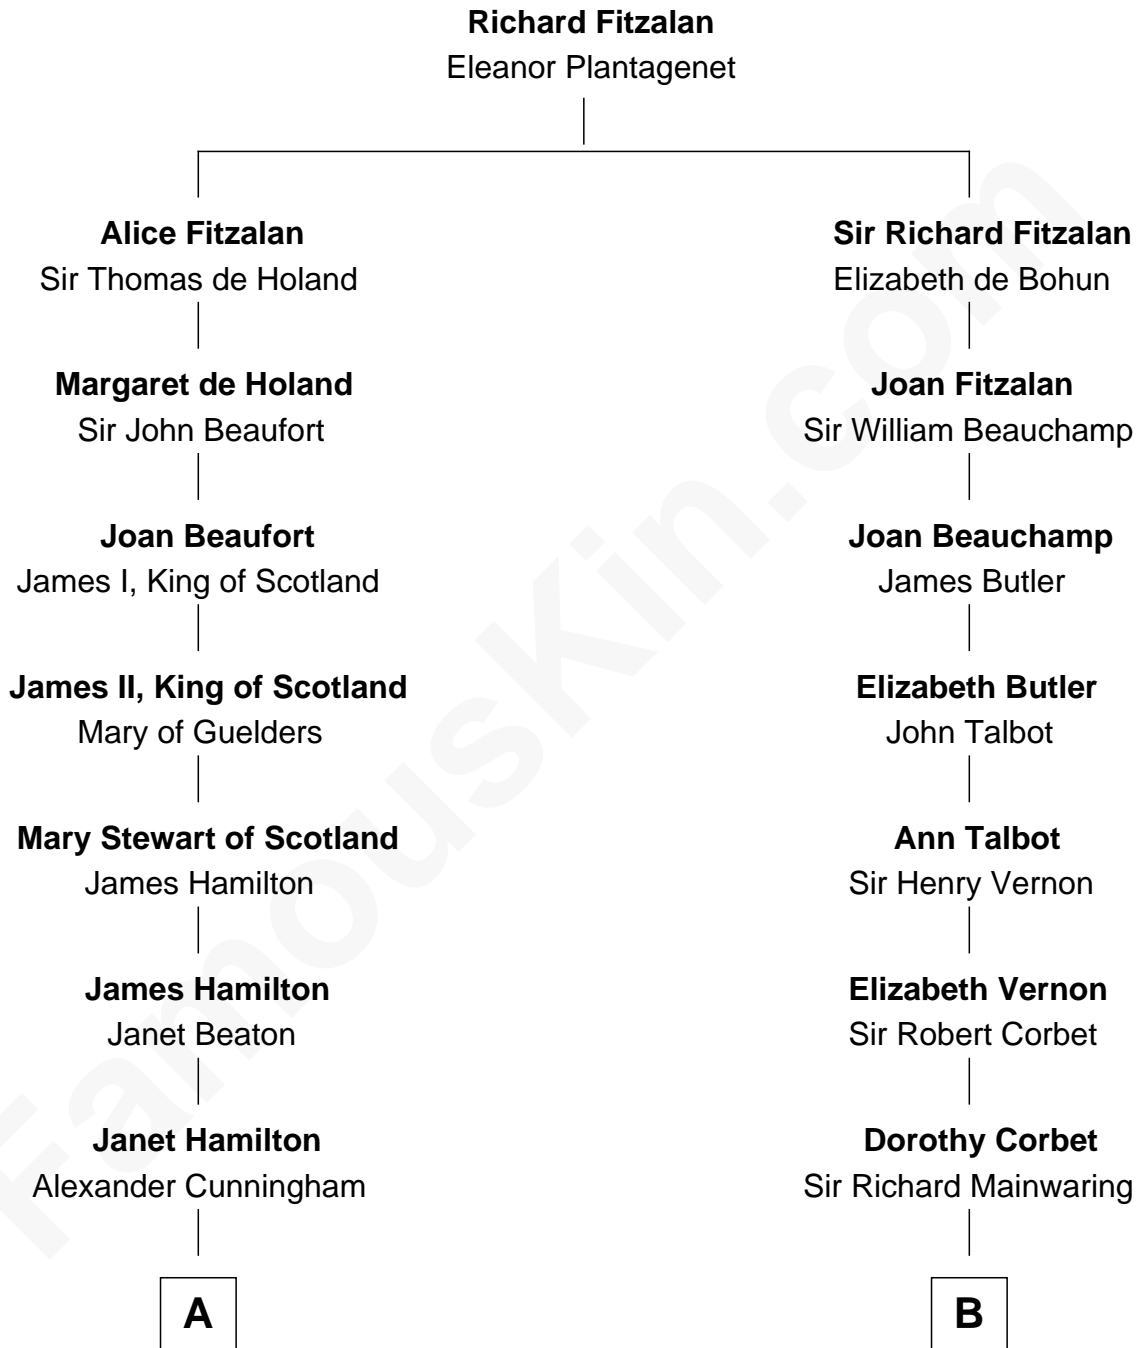 Richard Fitzalan
Eleanor Plantagenet
Alice Fitzalan
Sir Thomas de Holand
Sir Richard Fitzalan
Elizabeth de Bohun
Margaret de Holand
Sir John Beaufort
Joan Fitzalan
Sir William Beauchamp
Joan Beaufort
James I, King of Scotland
Joan Beauchamp
James Butler
James II, King of Scotland
Mary of Guelders
Elizabeth Butler
John Talbot
Mary Stewart of Scotland
James Hamilton
Ann Talbot
Sir Henry Vernon
James Hamilton
Janet Beaton
Elizabeth Vernon
Sir Robert Corbet
Janet Hamilton
Alexander Cunningham
Dorothy Corbet
Sir Richard Mainwaring
A
B
FamousKin.com